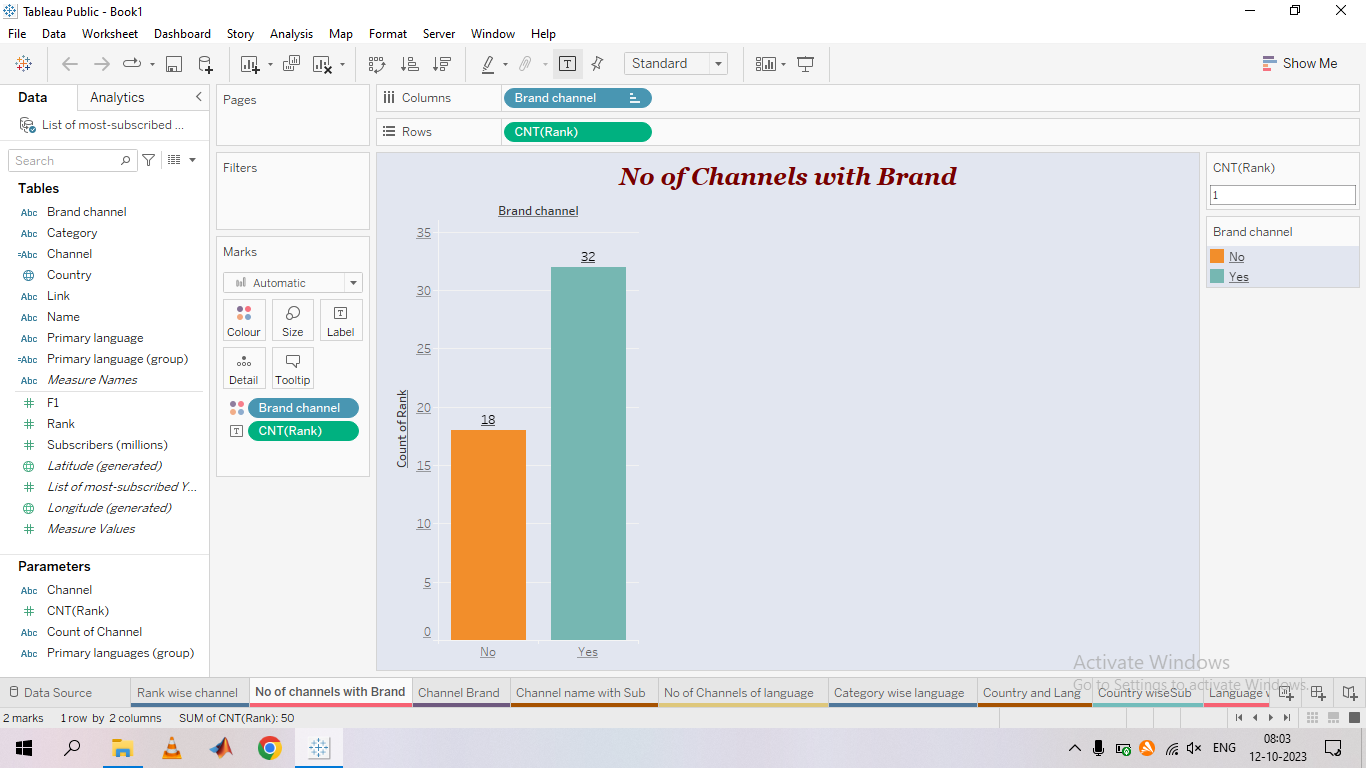 Tableau Public - Book1
File Data Worksheet Dashboard Story Analysis Map Format Server Window Help
Standard
Show Me
Data Analytics
List of most-subscribed ...
Search
Tables
Abc Brand channel
Abc Category
=Abc Channel
Country
Abc Link
Abc Name
Abc Primary language
=Abc Primary language (group)
Abc Measure Names
# F1
# Rank
# Subscribers (millions)
Latitude (generated)
# List of most-subscribed Y...
Longitude (generated)
# Measure Values
Parameters
Abc Channel
# CNT(Rank)
Abc Count of Channel
Abc Primary languages (group)
Pages
Filters
Marks
Automatic
Colour Size Label
Detail Tooltip
Brand channel
CNT(Rank)
Columns Brand channel
Rows CNT(Rank)
No of Channels with Brand
Brand channel
Count of Rank
35
30
25
20
15
10
5
0
18
32
No Yes
CNT(Rank)
1
Brand channel
No
Yes
Activate Windows
Go to Settings to activate Windows.
Data Source Rank wise channel No of channels with Brand Channel Brand Channel name with Sub No of Channels of language Category wise language Country and Lang Country wiseSub Language
2 marks 1 row by 2 columns SUM of CNT(Rank): 50
ENG
08:03
12-10-2023